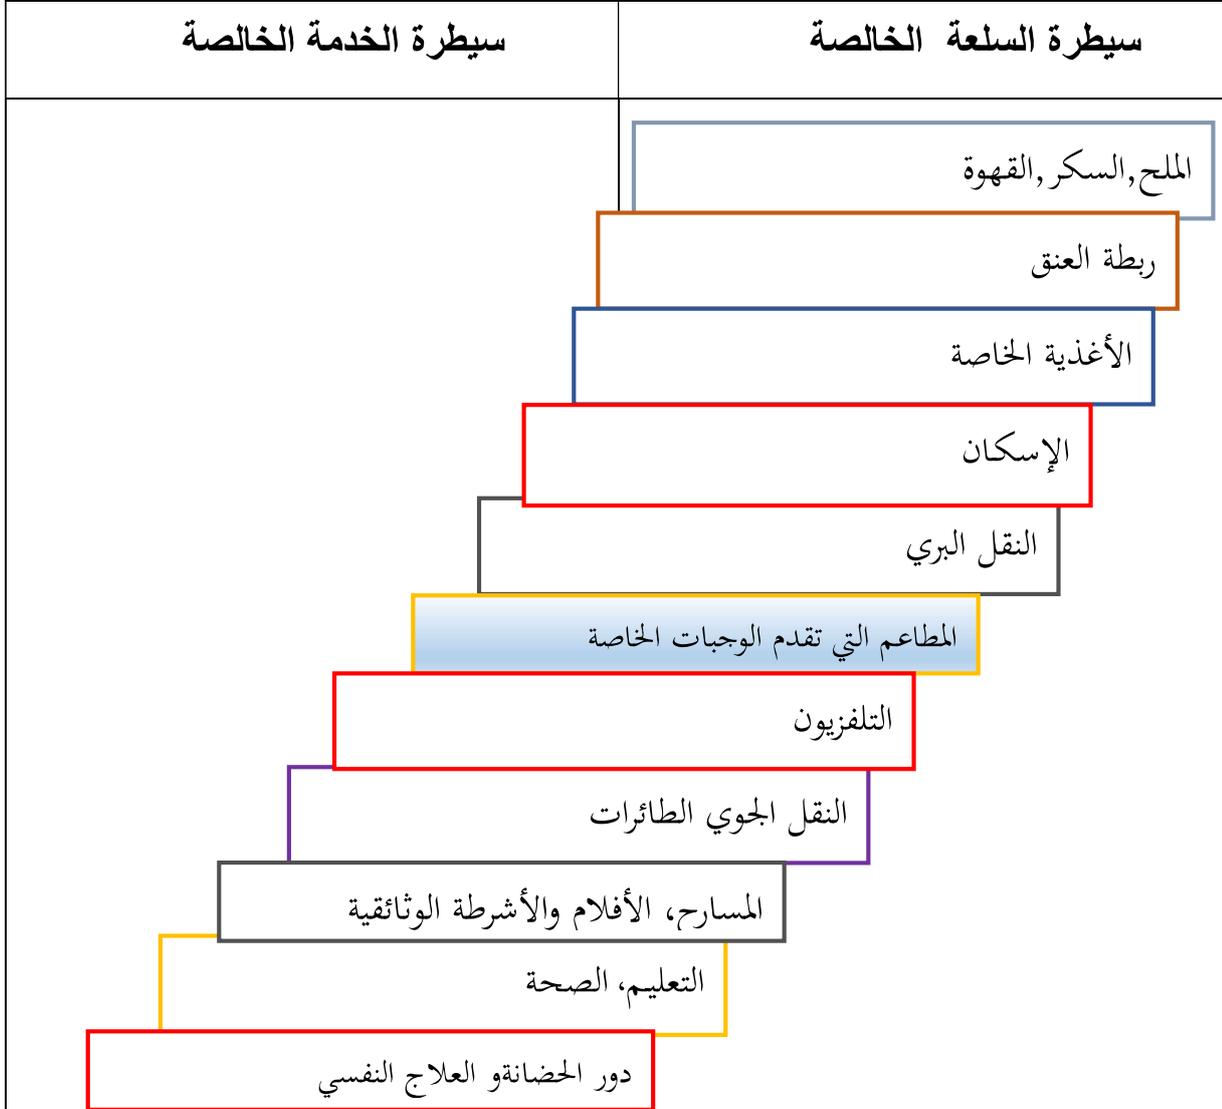 سيطرة السلعة الخالصة
سيطرة الخدمة الخالصة
الملح,السكر,القهوة
ربطة العنق
الأغذية الخاصة
الإسكان
النقل البري
المطاعم التي تقدم الوجبات الخاصة
التلفزيون
النقل الجوي الطائرات
المسارح، الأفلام والأشرطة الوثائقية
التعليم، الصحة
دور الحضانةو العلاج النفسي